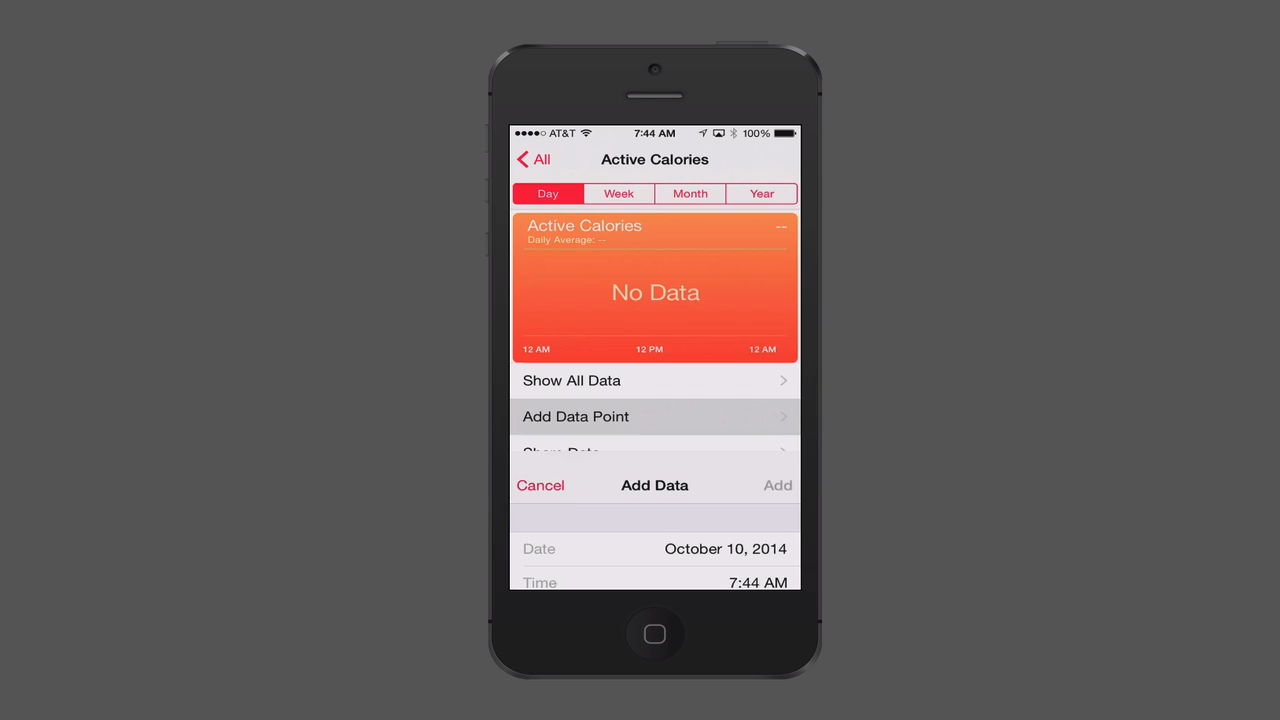 AT&T 7:44 AM 100%
All Active Calories
Day Week Month Year
Active Calories --
Daily Average: --
No Data
12 AM 12 PM 12 AM
Show All Data
Add Data Point
Share Data
Cancel Add Data Add
Date October 10, 2014
Time 7:44 AM